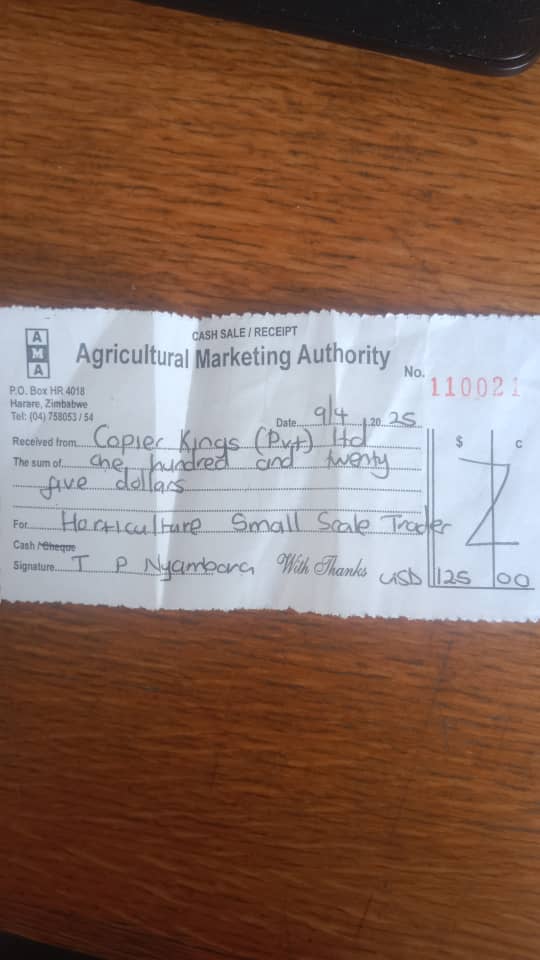 CASH SALE / RECEIPT
AMA
Agricultural Marketing Authority
No. 110021
P.O. Box HR 4018
Harare, Zimbabwe
Tel: (04) 758053 / 54
Date 9/4 20 25
Received from Copier Kings (Pvt) ltd
The sum of one hundred and twenty
five dollars
$ c
For Horticulture Small Scale Trader
Cash / Cheque
Signature T P Nyambara With Thanks USD 125 00